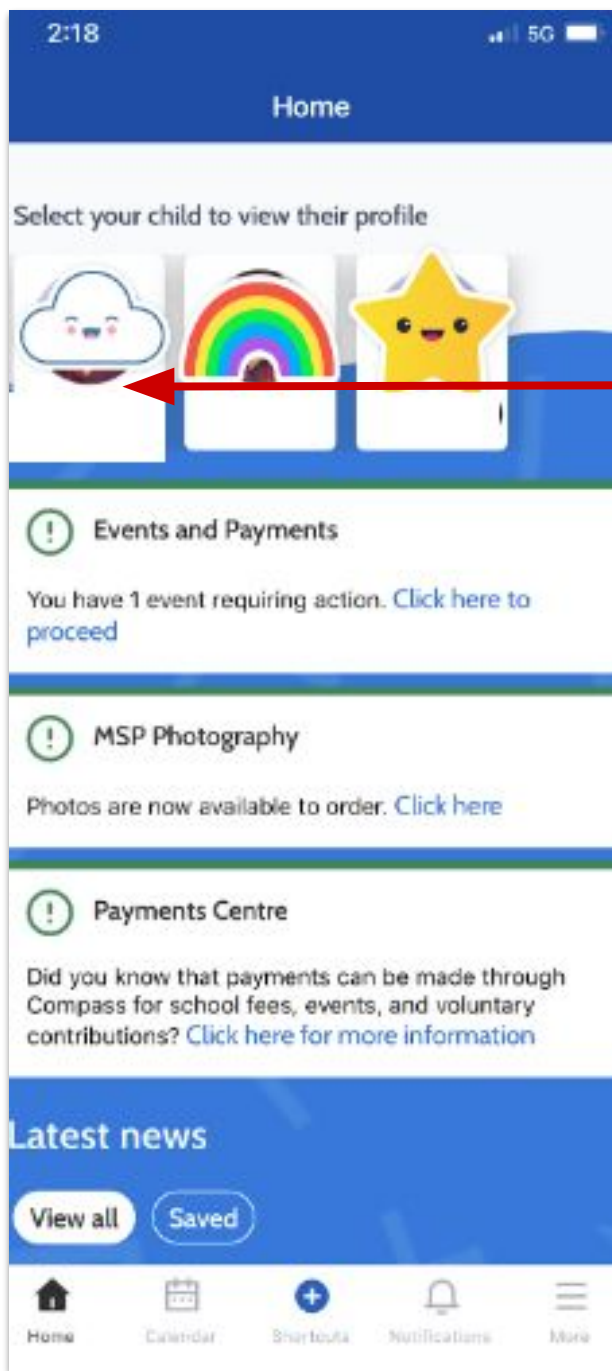 2:18
5G
Home
Select your child to view their profile
Events and Payments
You have 1 event requiring action. Click here to
proceed
MSP Photography
Photos are now available to order. Click here
Payments Centre
Did you know that payments can be made through
Compass for school fees, events, and voluntary
contributions? Click here for more information
Latest news
View all
Saved
Home
Calendar
Shortcuts
Notifications
More